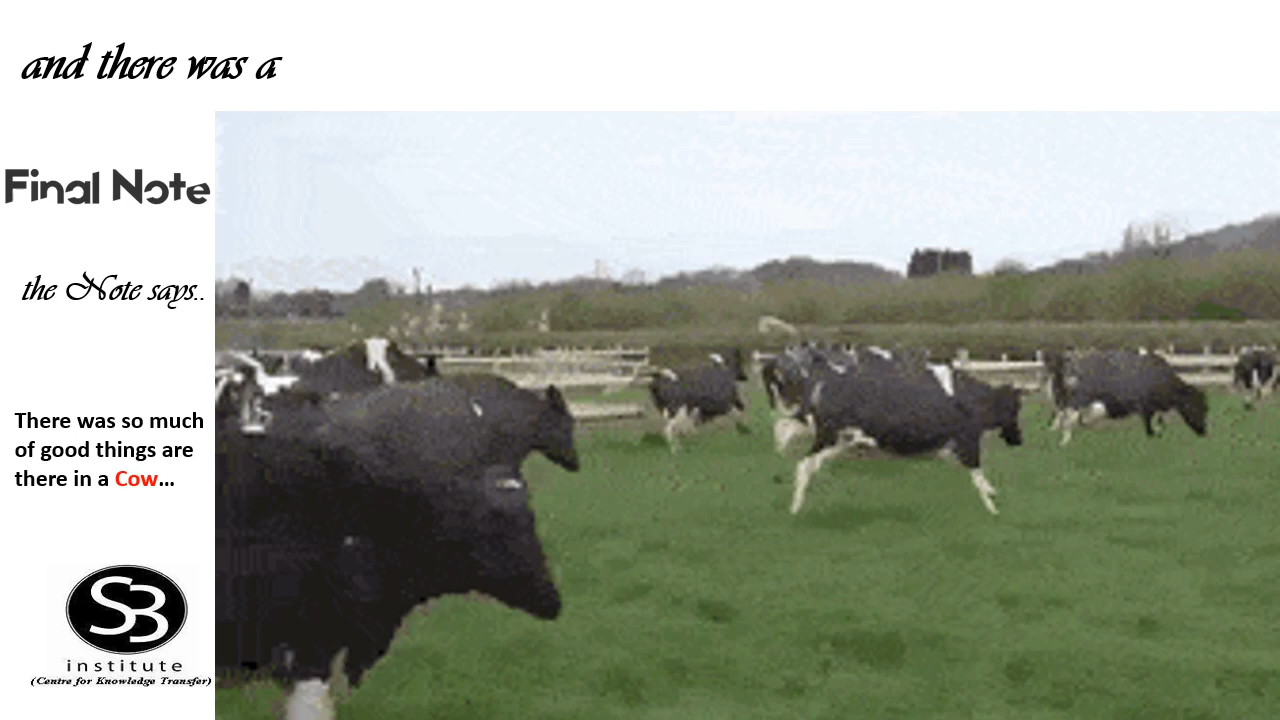 and there was a
Final Note
the Note says..
There was so much
of good things are
there in a Cow...
SB
institute
(Centre for Knowledge Transfer)